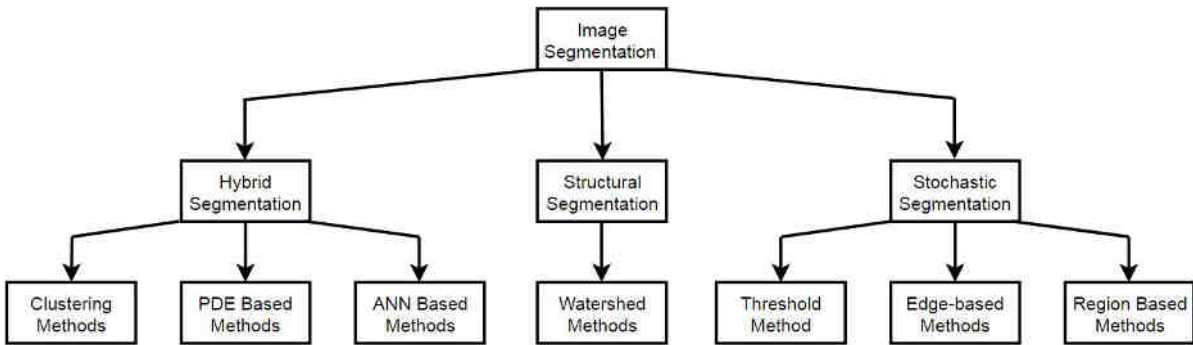 Image
Segmentation
Hybrid
Segmentation
Structural
Segmentation
Stochastic
Segmentation
Clustering
Methods
PDE Based
Methods
ANN Based
Methods
Watershed
Methods
Threshold
Method
Edge-based
Methods
Region Based
Methods